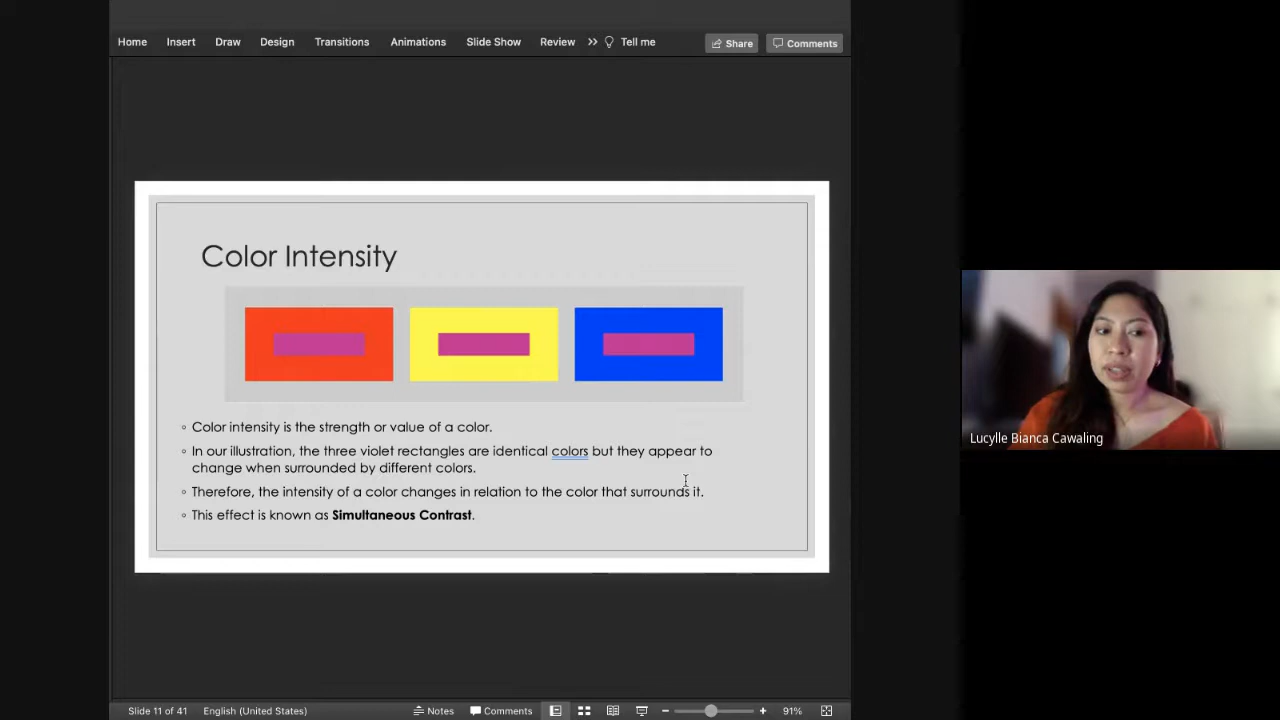 Home Insert Draw Design Transitions Animations Slide Show Review Tell me Share Comments
Color Intensity
◦ Color intensity is the strength or value of a color.
◦ In our illustration, the three violet rectangles are identical colors but they appear to
change when surrounded by different colors.
◦ Therefore, the intensity of a color changes in relation to the color that surrounds it.
◦ This effect is known as Simultaneous Contrast.
Lucylle Bianca Cawaling
Slide 11 of 41 English (United States) Notes Comments 91%